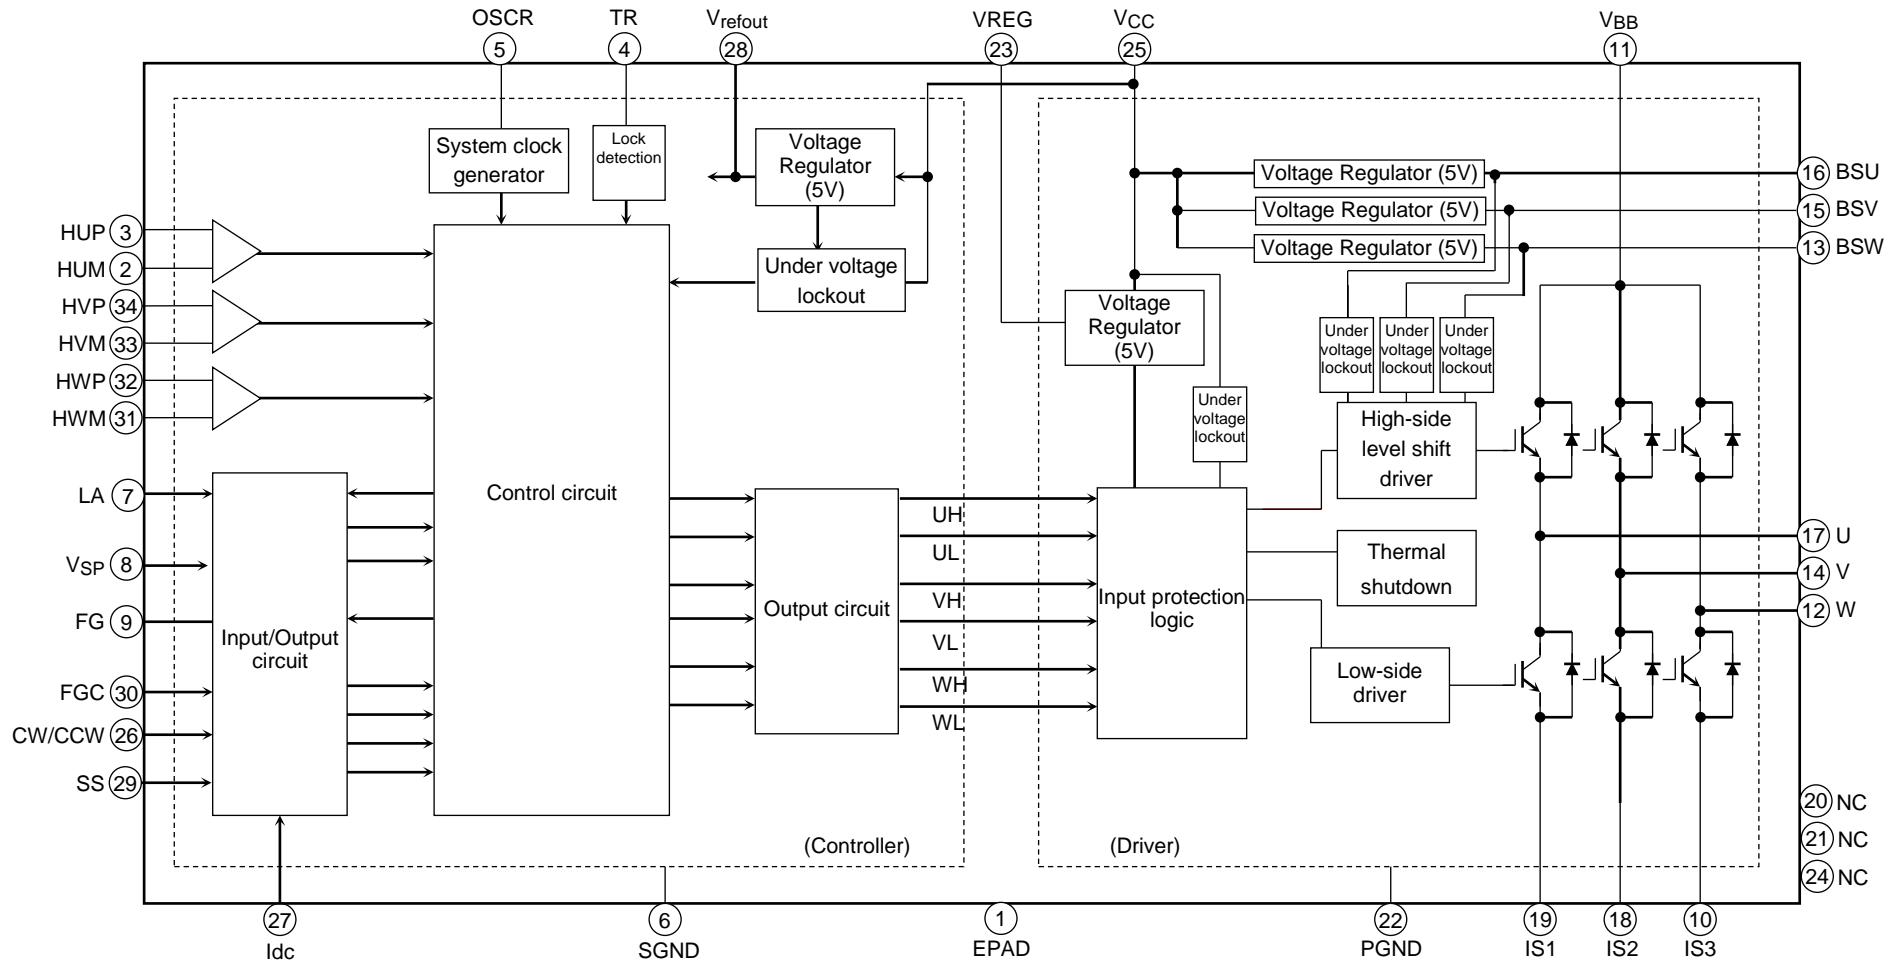 OSCR
TR
Vrefout
VREG
VCC
VBB
5
4
28
23
25
11
System clock
generator
Lock
detection
Voltage
Regulator
(5V)
Under voltage
lockout
Voltage Regulator (5V)
16 BSU
Voltage Regulator (5V)
15 BSV
Voltage Regulator (5V)
13 BSW
HUP 3
HUM 2
HVP 34
HVM 33
HWP 32
HWM 31
Voltage
Regulator
(5V)
Under
voltage
lockout
Under
voltage
lockout
Under
voltage
lockout
Under
voltage
lockout
High-side
level shift
driver
LA 7
VSP 8
FG 9
FGC 30
CW/CCW 26
SS 29
Input/Output
circuit
Control circuit
Output circuit
UH
UL
VH
VL
WH
WL
Input protection
logic
Thermal
shutdown
Low-side
driver
17 U
14 V
12 W
20 NC
21 NC
24 NC
(Controller)
(Driver)
27
6
1
22
19
18
10
Idc
SGND
EPAD
PGND
IS1
IS2
IS3